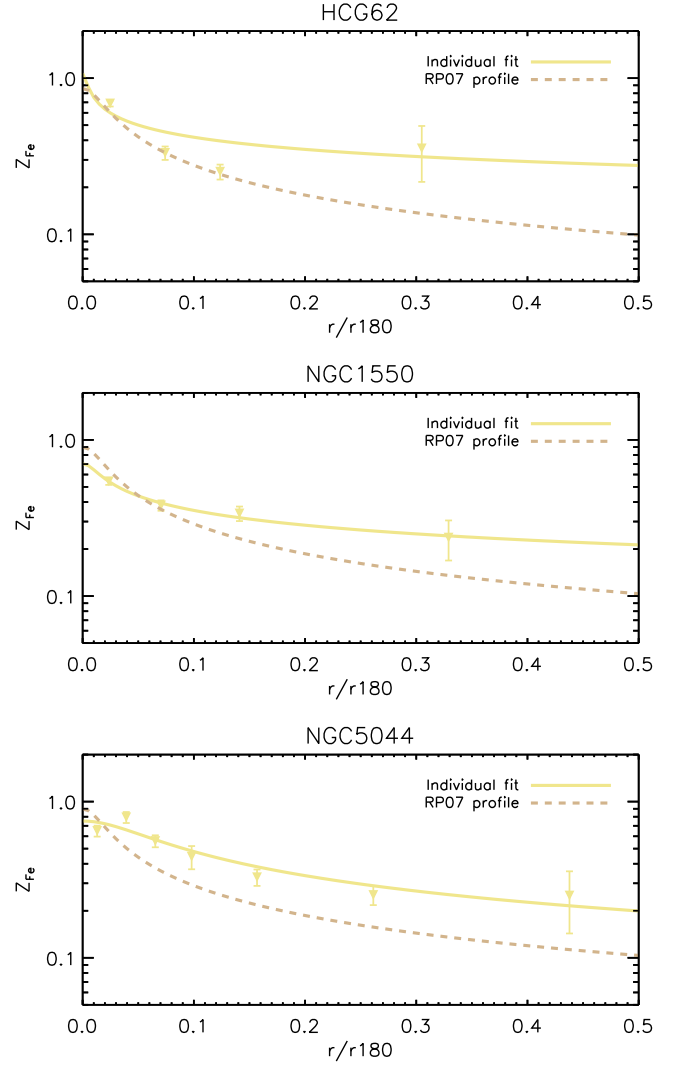 HCG62
Individual fit
RP07 profile
1.0
0.1
Z_Fe
0.0 0.1 0.2 0.3 0.4 0.5
r/r180
NGC1550
Individual fit
RP07 profile
1.0
0.1
Z_Fe
0.0 0.1 0.2 0.3 0.4 0.5
r/r180
NGC5044
Individual fit
RP07 profile
1.0
0.1
Z_Fe
0.0 0.1 0.2 0.3 0.4 0.5
r/r180